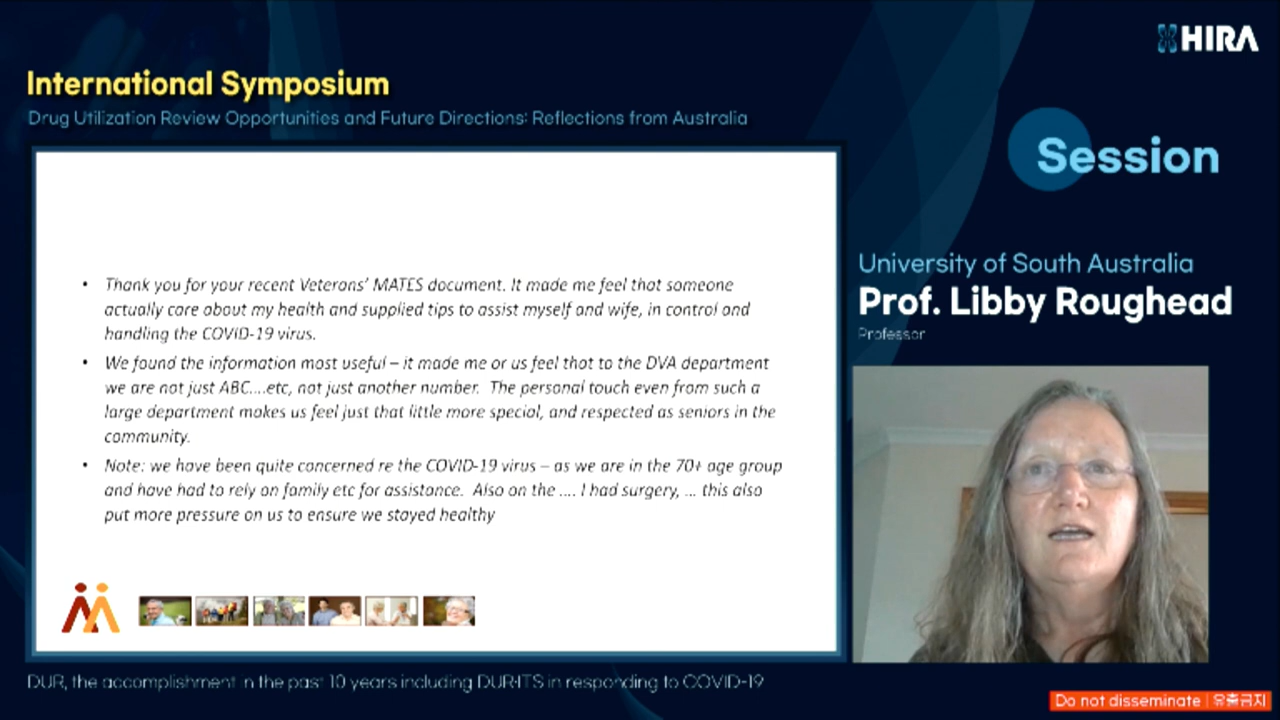 HIRA
International Symposium
Drug Utilization Review Opportunities and Future Directions: Reflections from Australia
Session
• Thank you for your recent Veterans' MATES document. It made me feel that someone
actually care about my health and supplied tips to assist myself and wife, in control and
handling the COVID-19 virus.
• We found the information most useful – it made me or us feel that to the DVA department
we are not just ABC....etc, not just another number. The personal touch even from such a
large department makes us feel just that little more special, and respected as seniors in the
community.
• Note: we have been quite concerned re the COVID-19 virus – as we are in the 70+ age group
and have had to rely on family etc for assistance. Also on the .... I had surgery, ... this also
put more pressure on us to ensure we stayed healthy
University of South Australia
Prof. Libby Roughead
Professor
DUR, the accomplishment in the past 10 years including DUR-ITS in responding to COVID-19
Do not disseminate | 유출금지